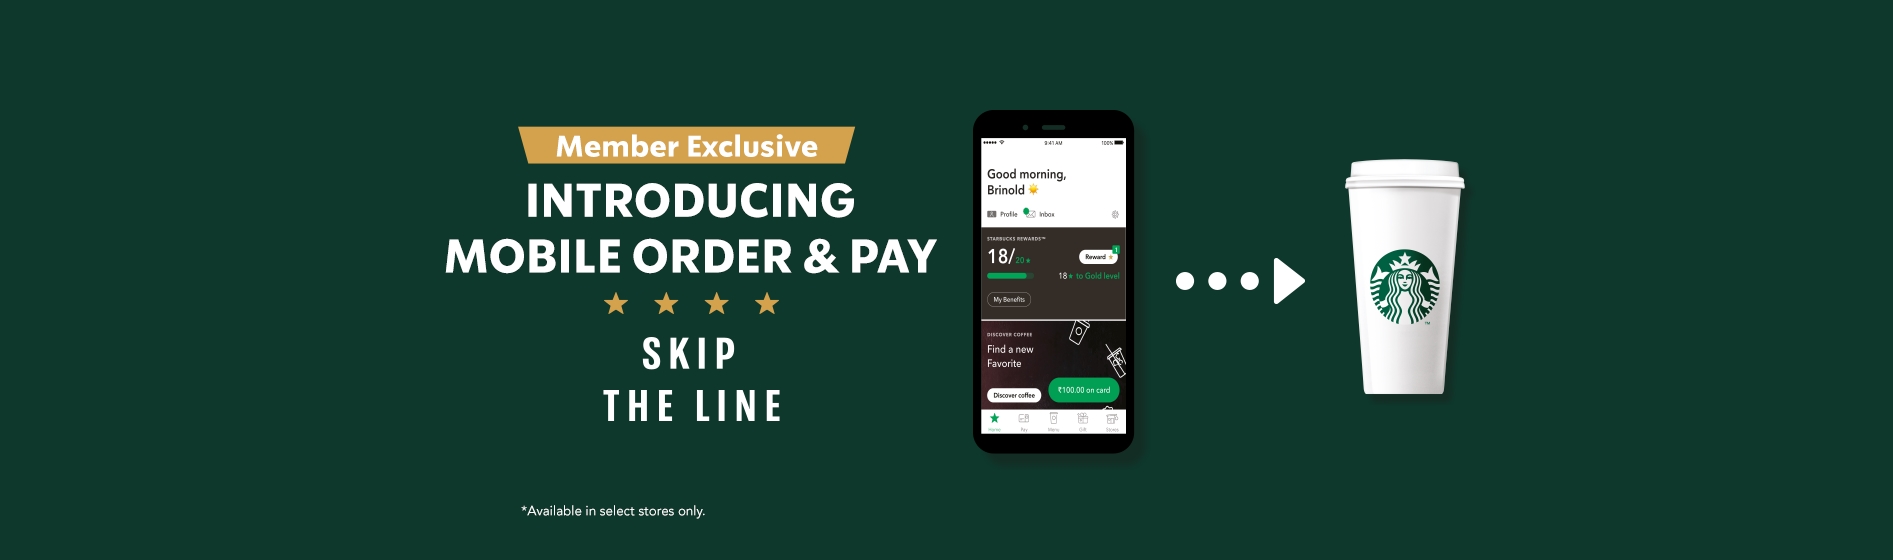 Member Exclusive
INTRODUCING
MOBILE ORDER & PAY
SKIP
THE LINE
*Available in select stores only.
9:41 AM
100%
Good morning,
Brinold
Profile
Inbox
STARBUCKS REWARDS™
18/20
1
Reward
18★ to Gold level
My Benefits
DISCOVER COFFEE
Find a new
Favorite
₹100.00 on card
Discover coffee
Home Pay Menu Gift Stores
TM